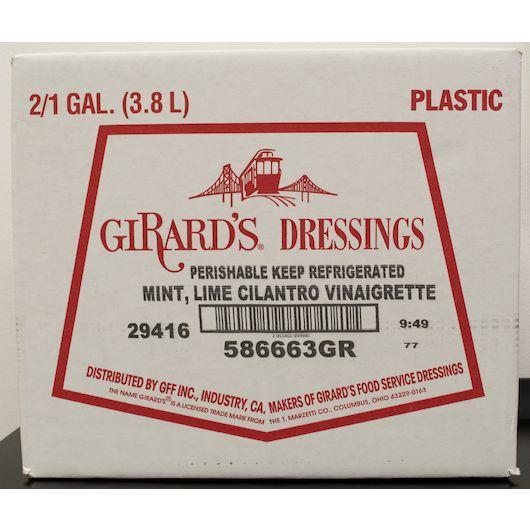 2/1 GAL. (3.8 L)
PLASTIC
GIRARD'S® DRESSINGS
PERISHABLE KEEP REFRIGERATED
MINT, LIME CILANTRO VINAIGRETTE
29416
9:49
586663GR
77
DISTRIBUTED BY GFF INC., INDUSTRY, CA, MAKERS OF GIRARD'S FOOD SERVICE DRESSINGS
THE NAME GIRARD'S® IS A LICENSED TRADE MARK FROM THE T. MARZETTI CO., COLUMBUS, OHIO 43229-0163